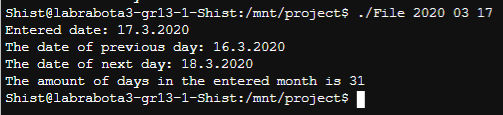 Shist@labrabota3-gr13-1-Shist:/mnt/project$ ./File 2020 03 17
Entered date: 17.3.2020
The date of previous day: 16.3.2020
The date of next day: 18.3.2020
The amount of days in the entered month is 31
Shist@labrabota3-gr13-1-Shist:/mnt/project$